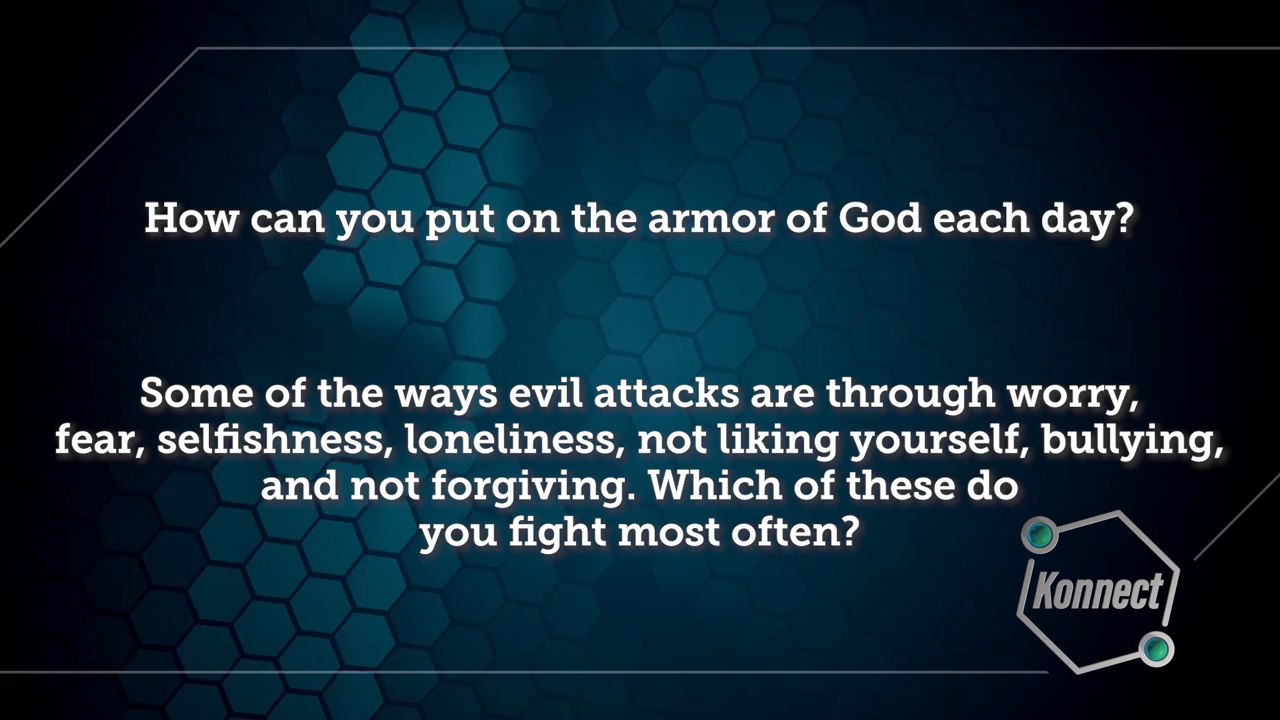 How can you put on the armor of God each day?
Some of the ways evil attacks are through worry,
fear, selfishness, loneliness, not liking yourself, bullying,
and not forgiving. Which of these do
you fight most often?
Konnect